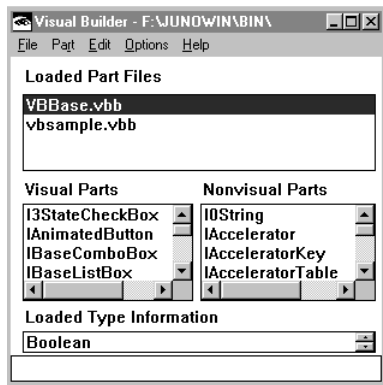 Visual Builder - F:\JUNOWIN\BIN\
File Part Edit Options Help
Loaded Part Files
VBBase.vbb
vbsample.vbb
Visual Parts Nonvisual Parts
I3StateCheckBox I0String
IAnimatedButton IAccelerator
IBaseComboBox IAcceleratorKey
IBaseListBox IAcceleratorTable
Loaded Type Information
Boolean